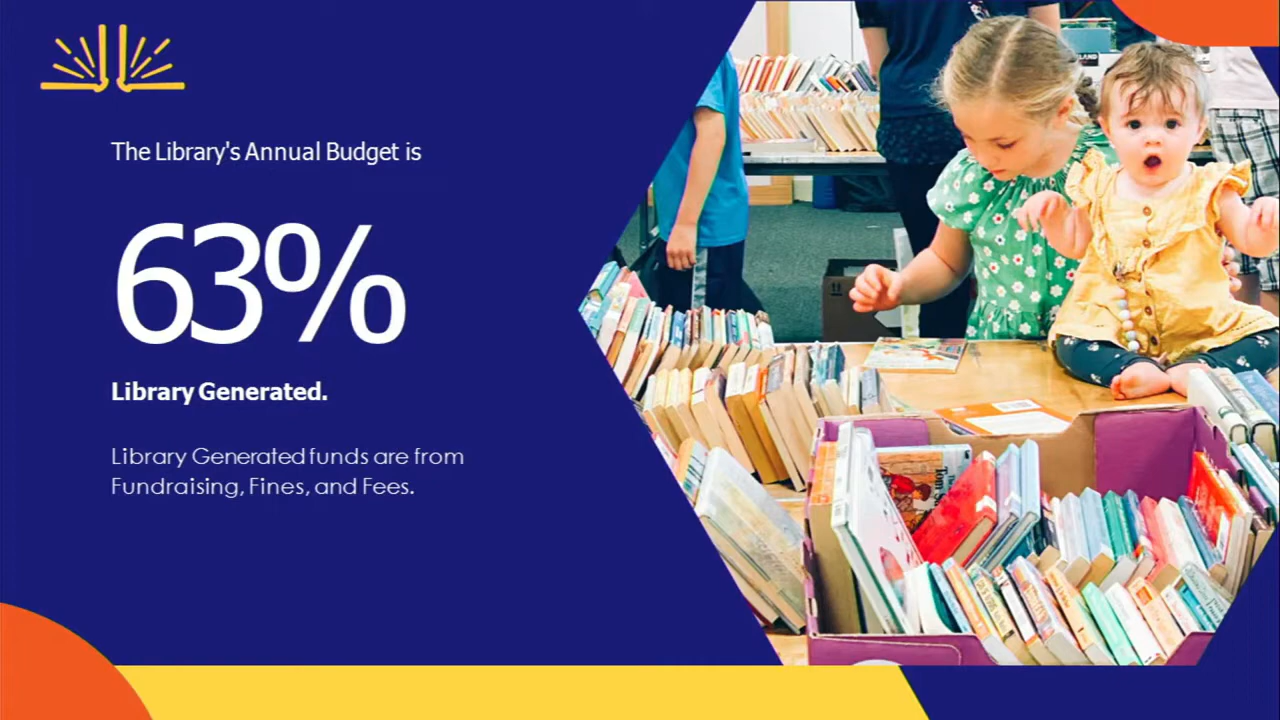 The Library's Annual Budget is
63%
Library Generated.
Library Generated funds are from
Fundraising, Fines, and Fees.